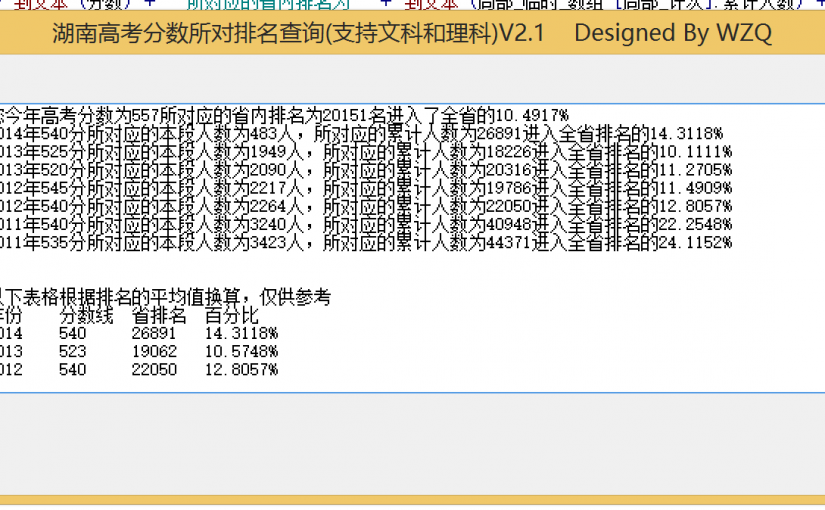 到文本（分数）＋ “所对应的省内排名为” ＋ 到文本（局部_临时_数组［局部_计次］.累计人数）＋
湖南高考分数所对排名查询(支持文科和理科)V2.1 Designed By WZQ
今年高考分数为557所对应的省内排名为20151名进入了全省的10.4917%
014年540分所对应的本段人数为483人，所对应的累计人数为26891进入全省排名的14.3118%
013年525分所对应的本段人数为1949人，所对应的累计人数为18226进入全省排名的10.1111%
013年520分所对应的本段人数为2090人，所对应的累计人数为20316进入全省排名的11.2705%
012年545分所对应的本段人数为2217人，所对应的累计人数为19786进入全省排名的11.4909%
012年540分所对应的本段人数为2264人，所对应的累计人数为22050进入全省排名的12.8057%
011年540分所对应的本段人数为3240人，所对应的累计人数为40948进入全省排名的22.2548%
011年535分所对应的本段人数为3423人，所对应的累计人数为44371进入全省排名的24.1152%
以下表格根据排名的平均值换算，仅供参考
年份 分数线 省排名 百分比
014 540 26891 14.3118%
013 523 19062 10.5748%
012 540 22050 12.8057%